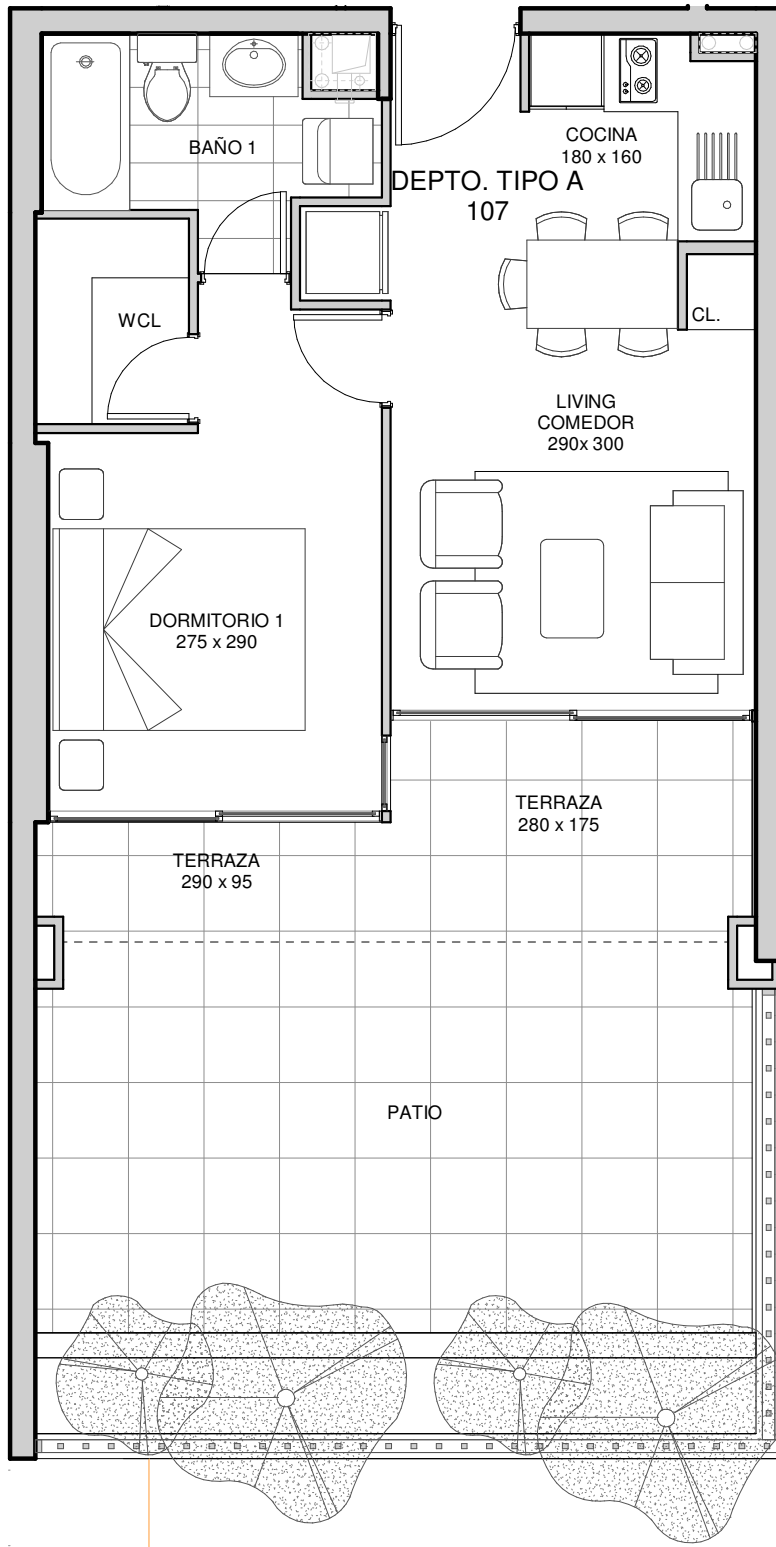 BAÑO 1
COCINA
180 x 160
DEPTO. TIPO A
107
WCL
CL.
LIVING
COMEDOR
290x 300
DORMITORIO 1
275 x 290
TERRAZA
280 x 175
TERRAZA
290 x 95
PATIO